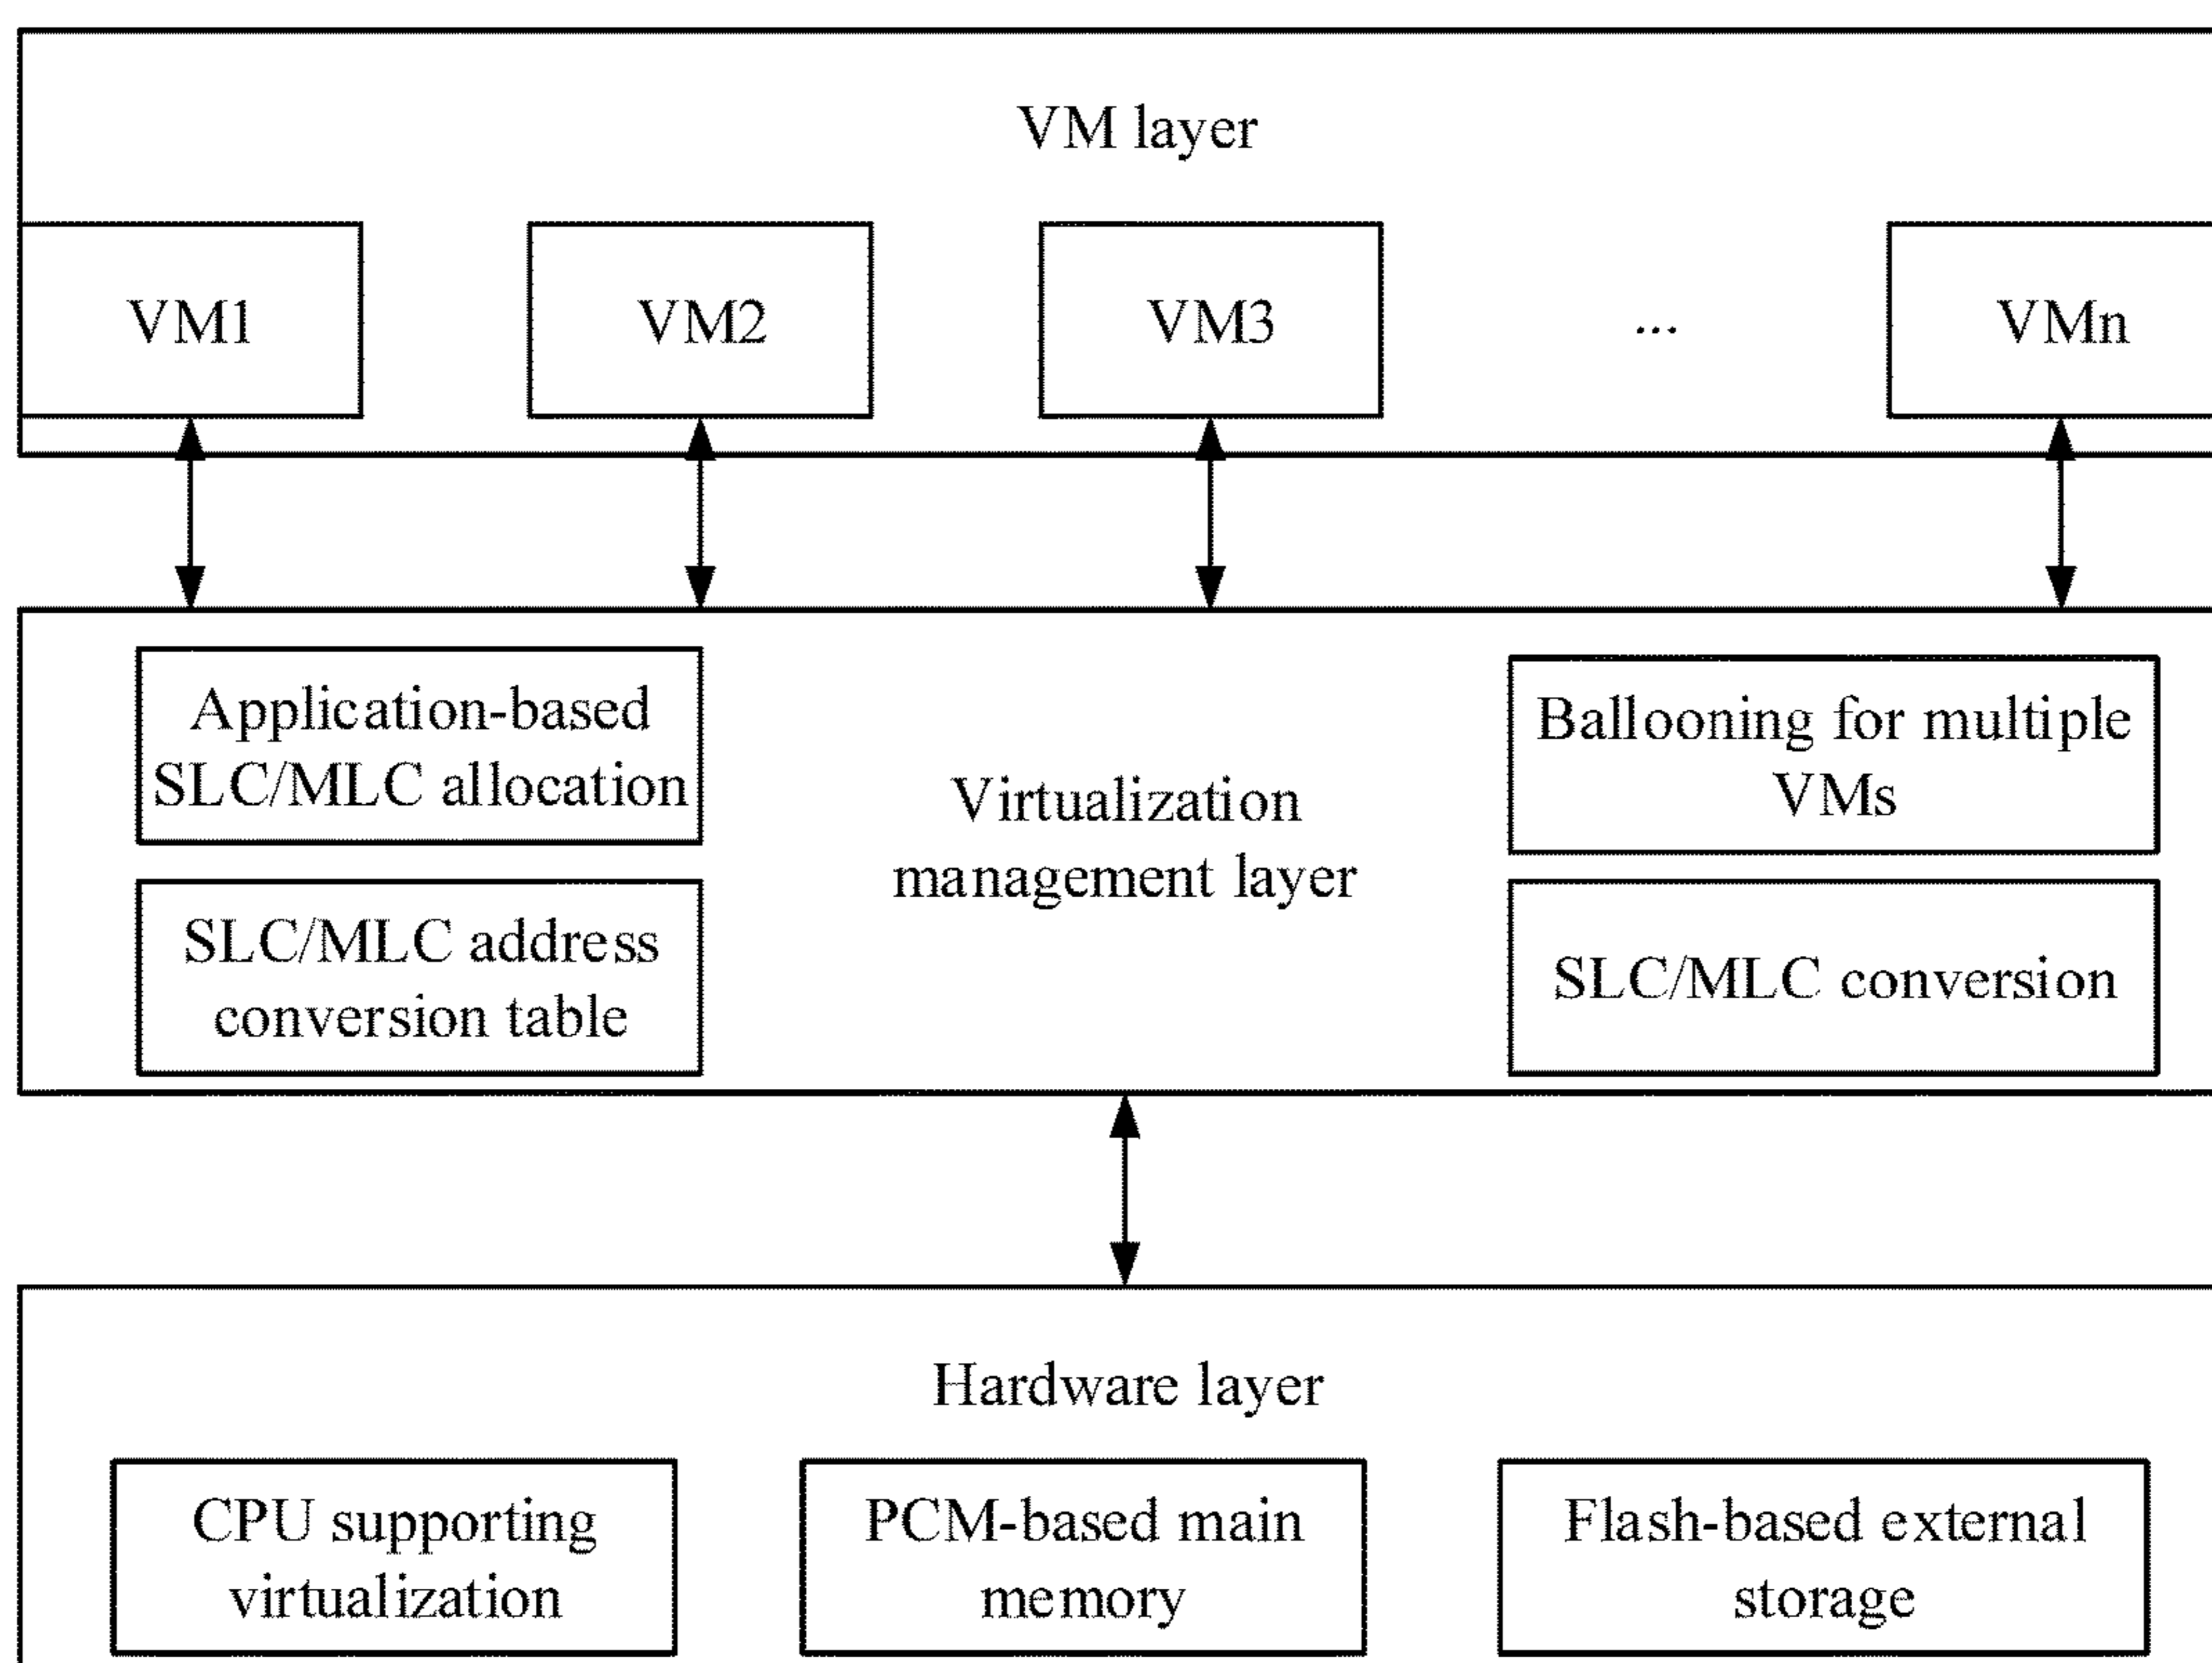 VM layer
VM1
VM2
VM3
...
VMn
Application-based
SLC/MLC allocation
Ballooning for multiple
VMs
Virtualization
management layer
SLC/MLC address
conversion table
SLC/MLC conversion
Hardware layer
CPU supporting
virtualization
PCM-based main
memory
Flash-based external
storage